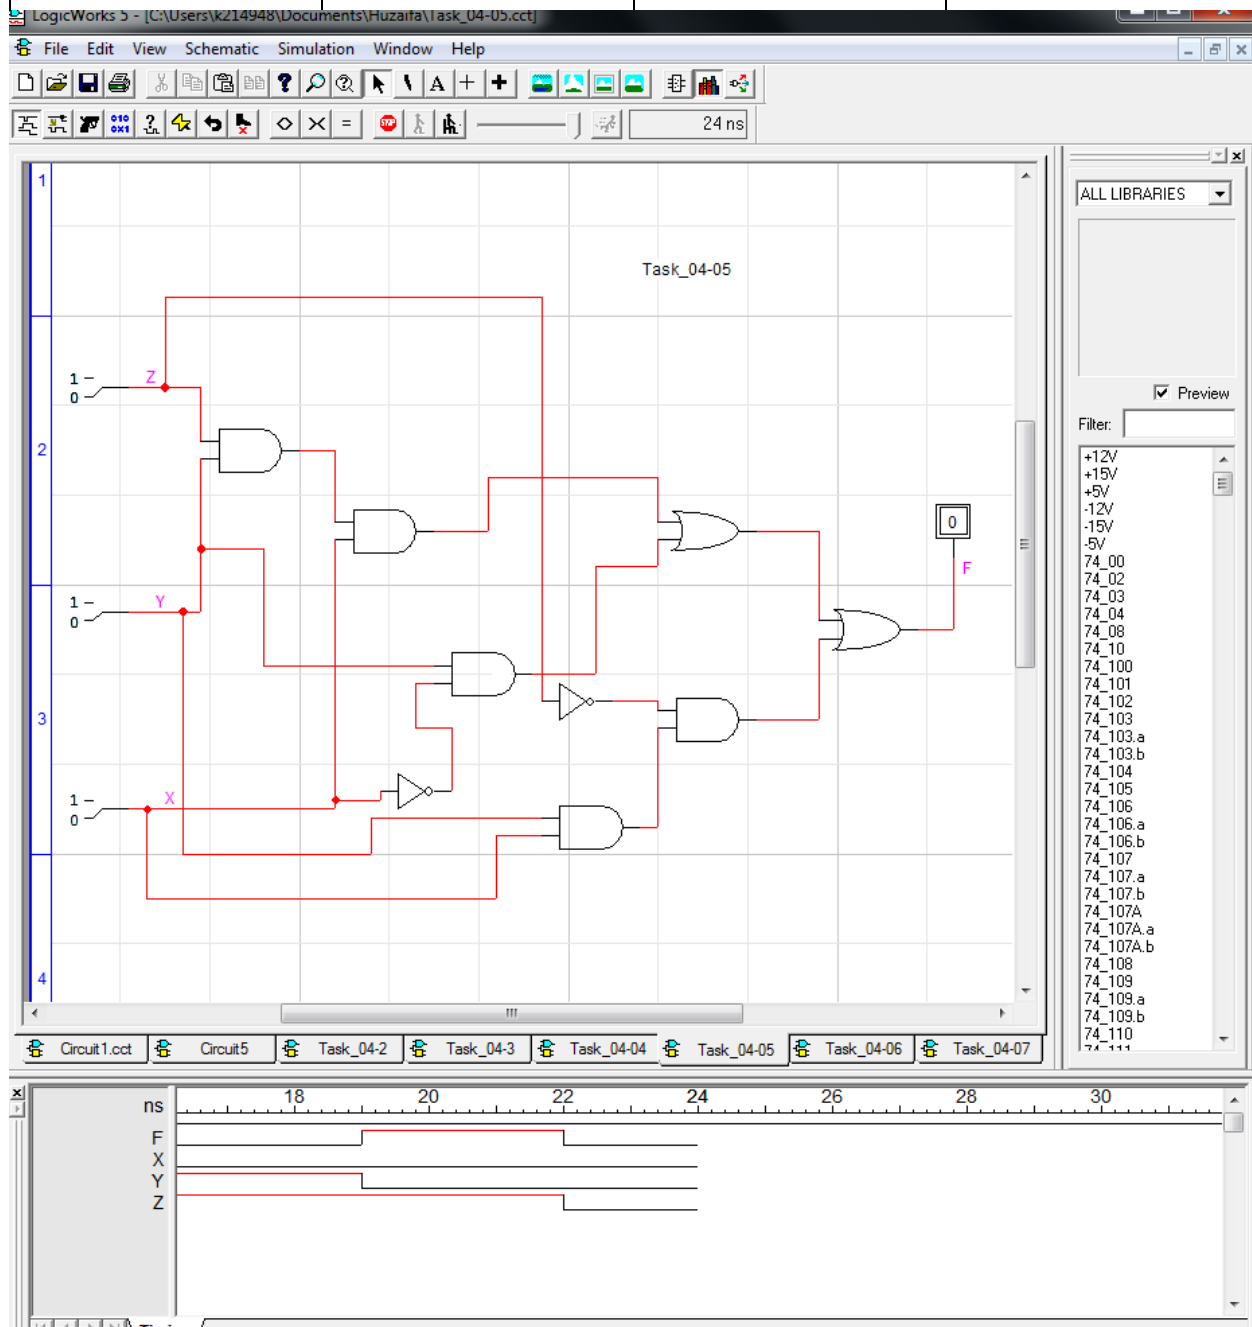 LogicWorks 5 - [C:\Users\k214948\Documents\Huzaifa\Task_04-05.cct]
File Edit View Schematic Simulation Window Help
24 ns
1
Task_04-05
1
0
Z
2
1
0
Y
0
F
3
1
0
X
4
ALL LIBRARIES
Preview
Filter:
+12V
+15V
+5V
-12V
-15V
-5V
74_00
74_02
74_03
74_04
74_08
74_10
74_100
74_101
74_102
74_103
74_103.a
74_103.b
74_104
74_105
74_106
74_106.a
74_106.b
74_107
74_107.a
74_107.b
74_107A
74_107A.a
74_107A.b
74_108
74_109
74_109.a
74_109.b
74_110
74_111
Circuit1.cct Circuit5 Task_04-2 Task_04-3 Task_04-04 Task_04-05 Task_04-06 Task_04-07
ns 18 20 22 24 26 28 30
F
X
Y
Z